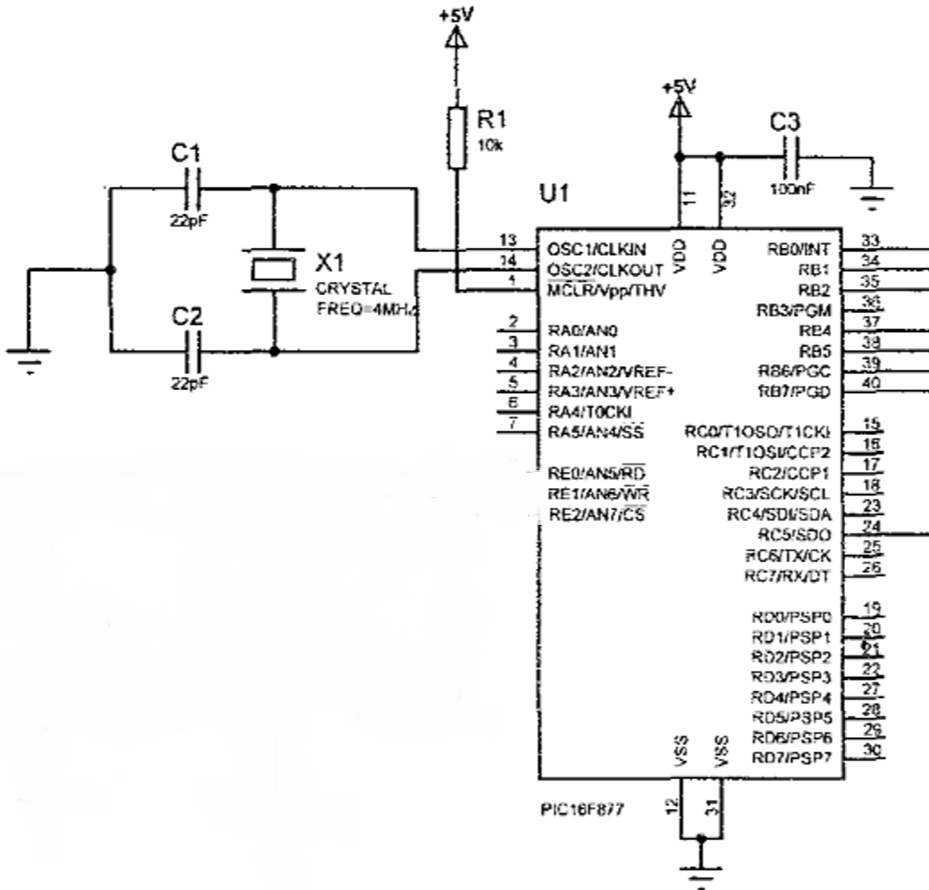 +5V
R1
10k
+5V
C3
100nF
C1
22pF
X1
CRYSTAL
FREQ=4MHz
C2
22pF
U1
11
32
VDD
VDD
13
OSC1/CLKIN
14
OSC2/CLKOUT
1
MCLR/Vpp/THV
2
RA0/AN0
3
RA1/AN1
4
RA2/AN2/VREF-
5
RA3/AN3/VREF+
6
RA4/T0CKI
7
RA5/AN4/SS
RE0/AN5/RD
RE1/AN6/WR
RE2/AN7/CS
RB0/INT
33
RB1
34
RB2
35
RB3/PGM
36
RB4
37
RB5
38
RB6/PGC
39
RB7/PGD
40
RC0/T1OSO/T1CKI
15
RC1/T1OSI/CCP2
16
RC2/CCP1
17
RC3/SCK/SCL
18
RC4/SDI/SDA
23
RC5/SDO
24
RC6/TX/CK
25
RC7/RX/DT
26
RD0/PSP0
19
RD1/PSP1
20
RD2/PSP2
21
RD3/PSP3
22
RD4/PSP4
27
RD5/PSP5
28
RD6/PSP6
29
RD7/PSP7
30
VSS
VSS
12
31
PIC16F877